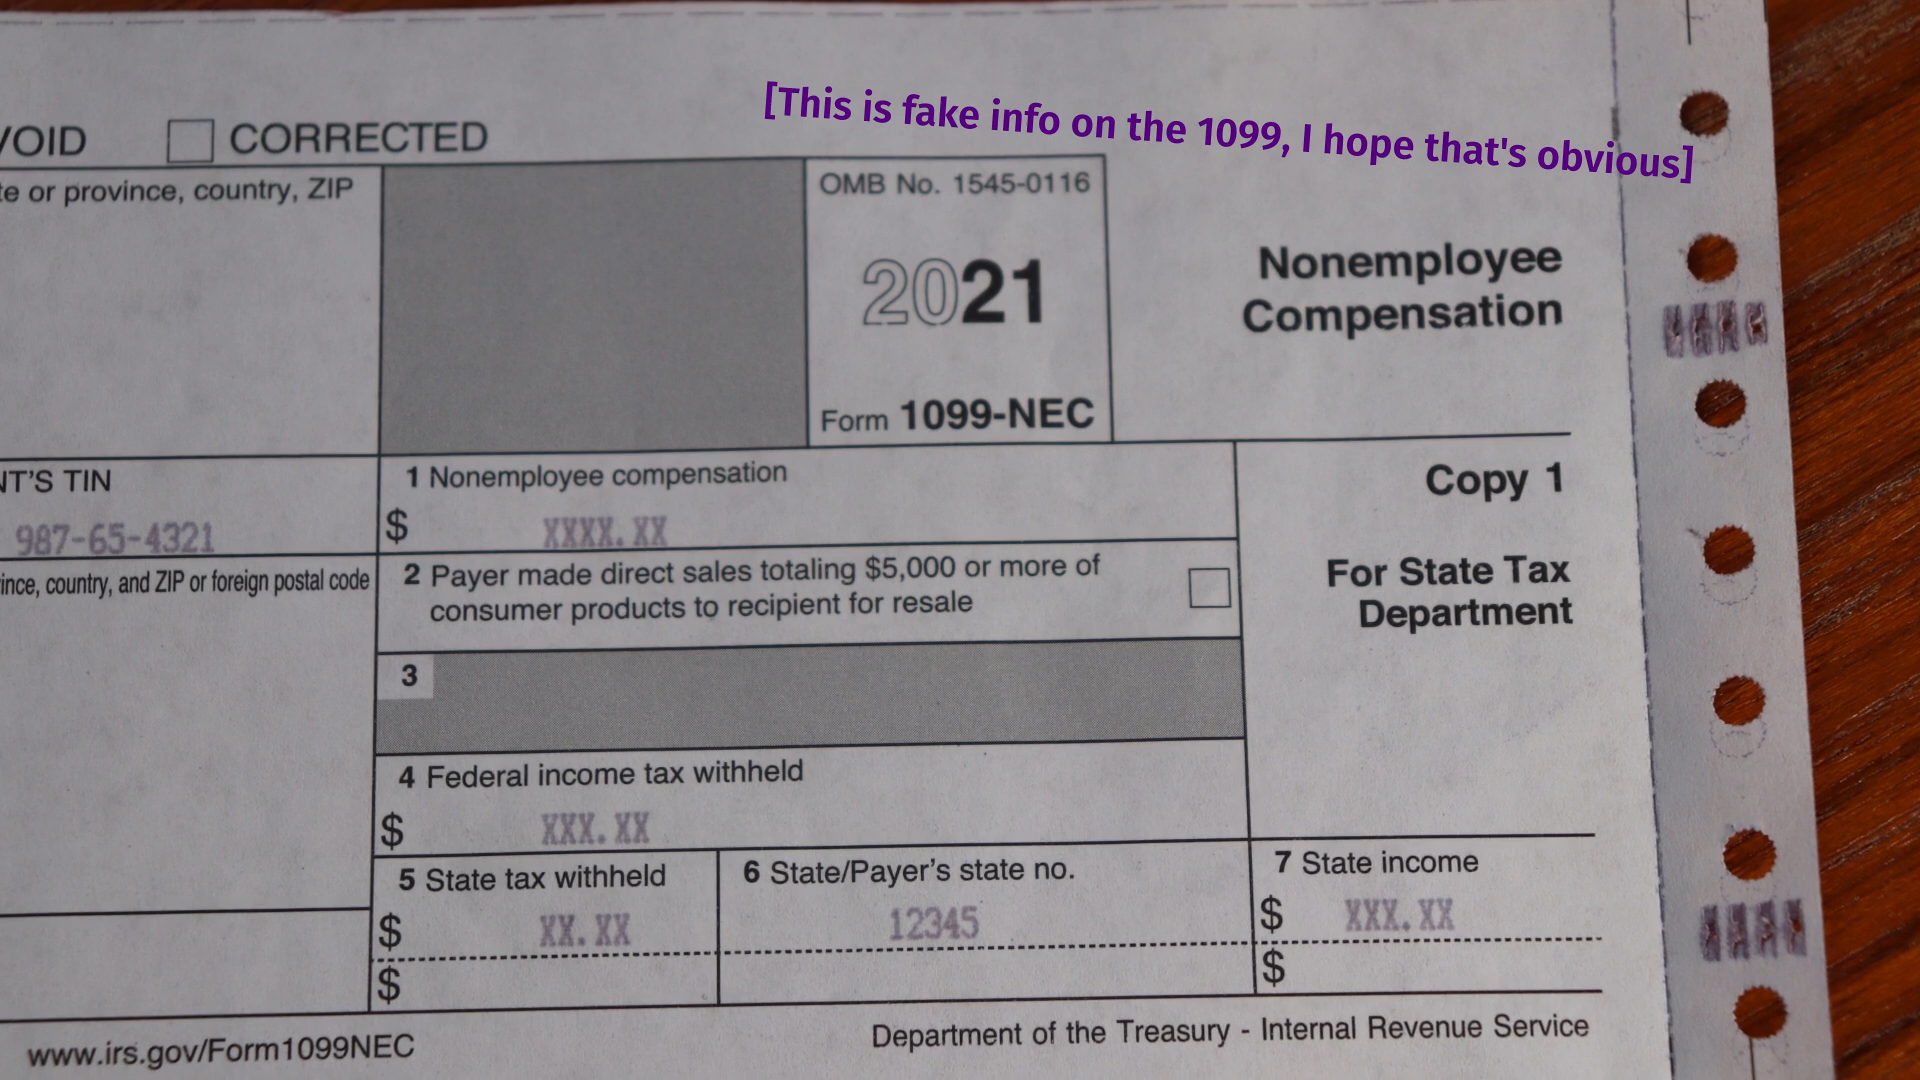 [This is fake info on the 1099, I hope that's obvious]
VOID CORRECTED
te or province, country, ZIP
OMB No. 1545-0116
2021
Form 1099-NEC
Nonemployee
Compensation
NT'S TIN
987-65-4321
1 Nonemployee compensation
$ XXXX.XX
Copy 1
For State Tax
Department
ince, country, and ZIP or foreign postal code
2 Payer made direct sales totaling $5,000 or more of
consumer products to recipient for resale
3
4 Federal income tax withheld
$ XXX.XX
5 State tax withheld
$ XX.XX
$
6 State/Payer's state no.
12345
7 State income
$ XXX.XX
$
www.irs.gov/Form1099NEC
Department of the Treasury - Internal Revenue Service